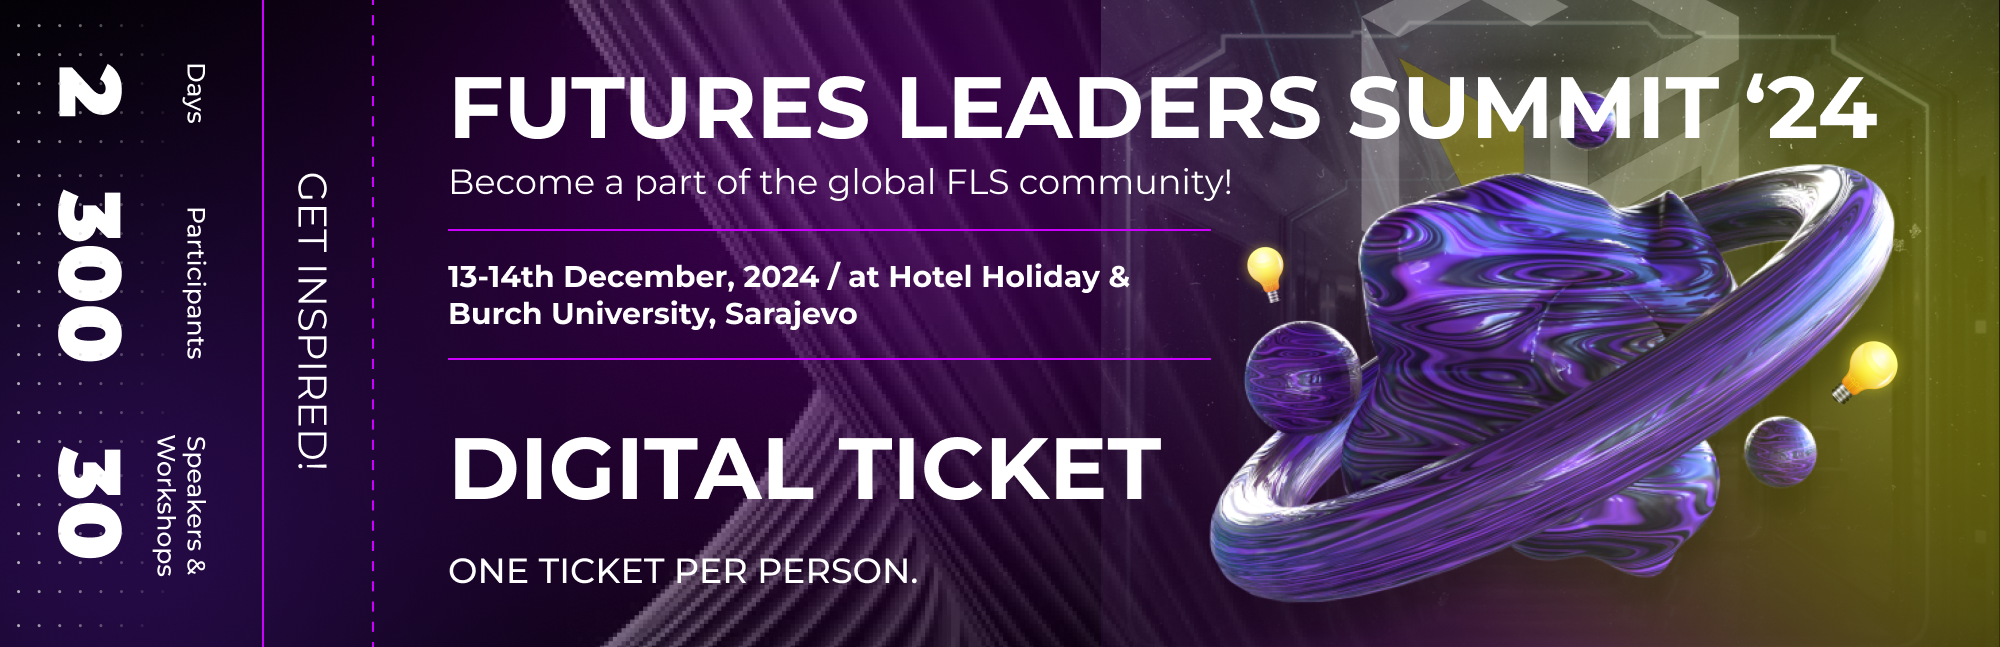 2
Days
300
Participants
30
Speakers &
Workshops
GET INSPIRED!
FUTURES LEADERS SUMMIT ‘24
Become a part of the global FLS community!
13-14th December, 2024 / at Hotel Holiday &
Burch University, Sarajevo
DIGITAL TICKET
ONE TICKET PER PERSON.